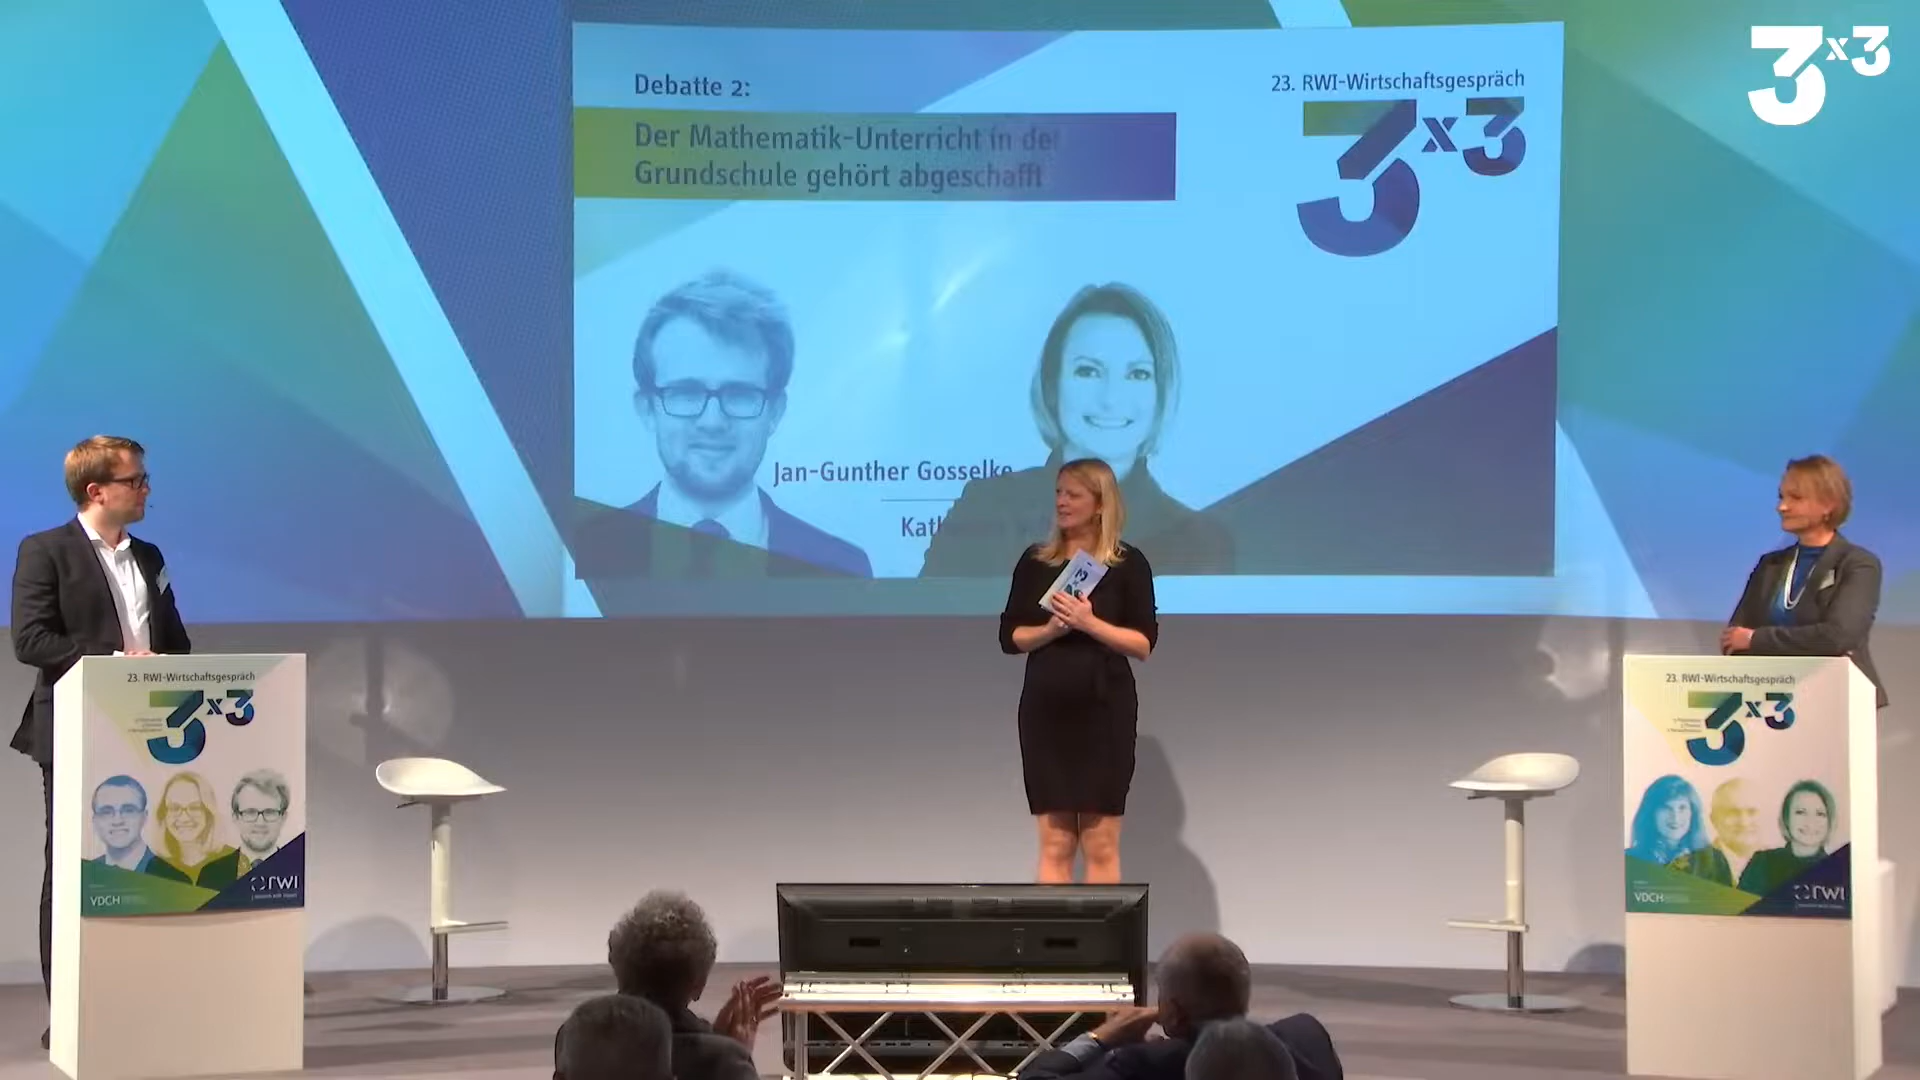 3x3
Debatte 2:
Der Mathematik-Unterricht in der
Grundschule gehört abgeschafft
23. RWI-Wirtschaftsgespräch
3x3
Jan-Gunther Gosselke
3x3
23. RWI-Wirtschaftsgespräch
3x3
VDCH
RWI
23. RWI-Wirtschaftsgespräch
3x3
VDCH
RWI